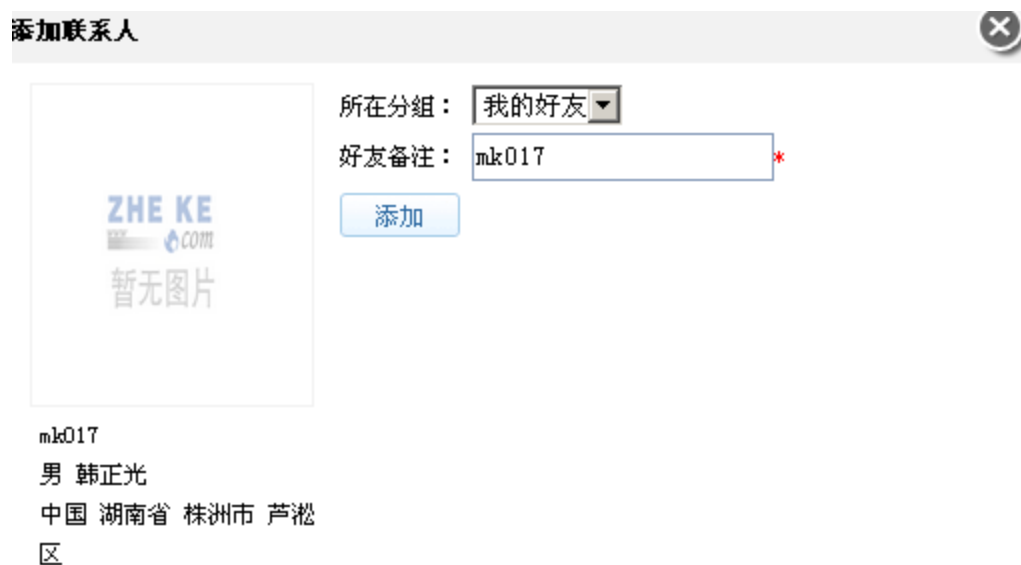 添加联系人
所在分组： 我的好友
好友备注： mk017 *
添加
ZHE KE
com
暂无图片
mk017
男 韩正光
中国 湖南省 株洲市 芦淞
区